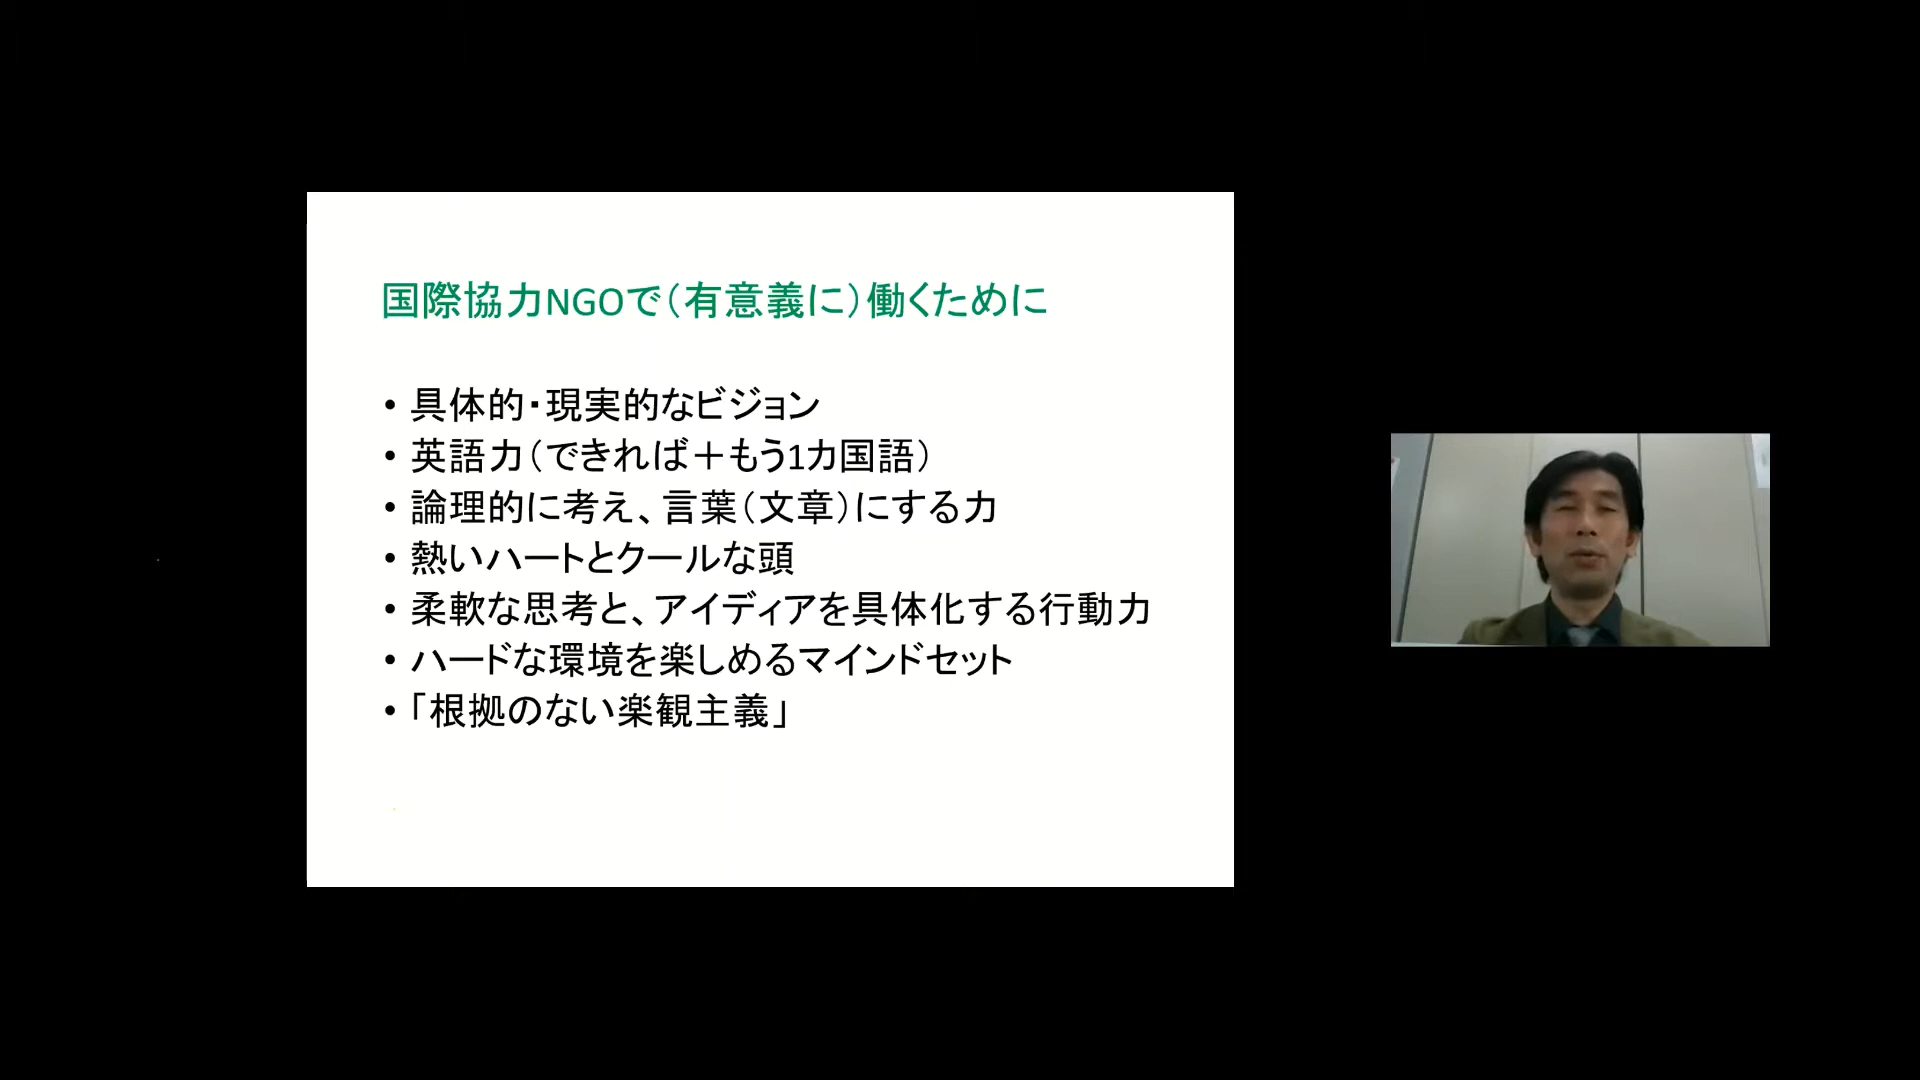 国際協力NGOで（有意義に）働くために
• 具体的・現実的なビジョン
• 英語力（できれば＋もう1カ国語）
• 論理的に考え、言葉（文章）にする力
• 熱いハートとクールな頭
• 柔軟な思考と、アイディアを具体化する行動力
• ハードな環境を楽しめるマインドセット
• 「根拠のない楽観主義」